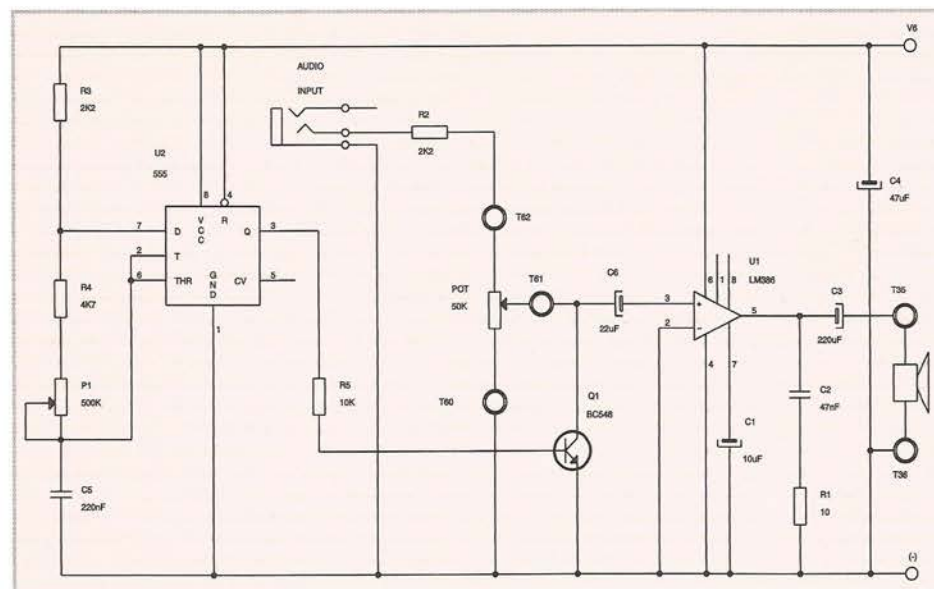 V6
AUDIO
INPUT
R3
2K2
R2
2K2
U2
555
8
4
V
C
C
R
7
D
Q
3
2
T
6
THR
G
N
D
CV
5
1
T62
C4
47uF
R4
4K7
POT
50K
T61
C6
22uF
U1
LM386
6
1
8
3
+
2
-
5
4
7
C3
220uF
T35
P1
500K
R5
10K
T60
Q1
BC548
C1
10uF
C2
47nF
T36
C5
220nF
R1
10
(-)